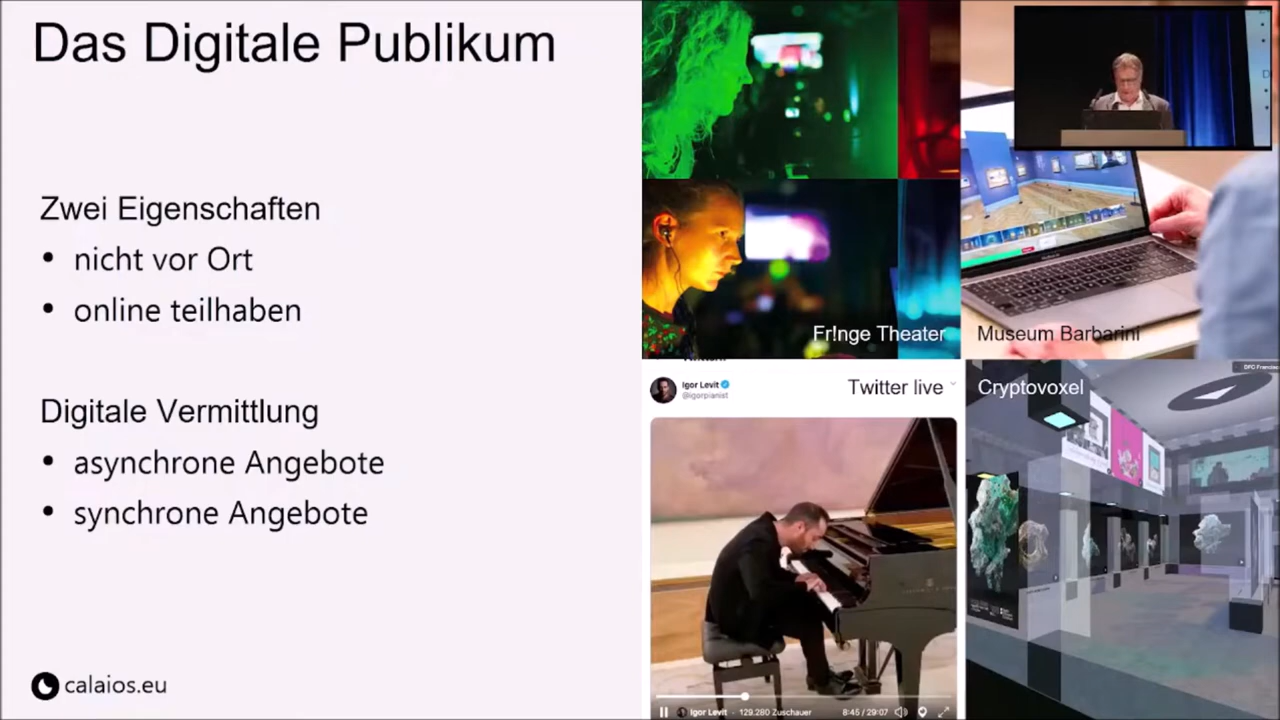 Das Digitale Publikum
Zwei Eigenschaften
• nicht vor Ort
• online teilhaben
Digitale Vermittlung
• asynchrone Angebote
• synchrone Angebote
calaios.eu
Fr!nge Theater
Museum Barbarini
Igor Levit
@igorpianist
Twitter live
Igor Levit · 129.280 Zuschauer
8:45 / 29:07
Cryptovoxel